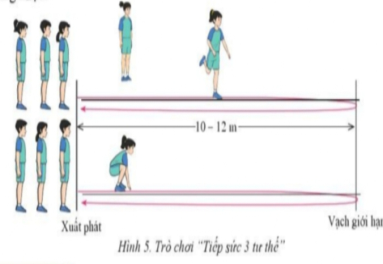 10 – 12 m
Xuất phát
Vạch giới hạn
Hình 5. Trò chơi "Tiếp sức 3 tư thế"